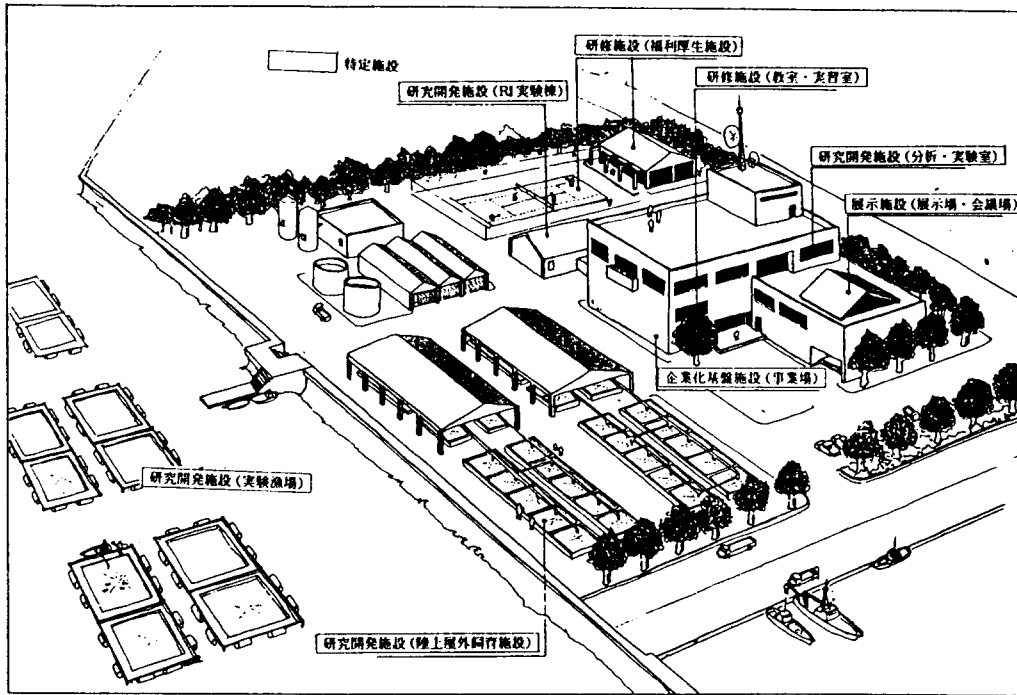 研修施設(福利厚生施設)
特定施設
研修施設(教室・実習室)
研究開発施設(RI実験棟)
研究開発施設(分析・実験室)
展示施設(展示場・会議場)
企業化基盤施設(事業場)
研究開発施設(実験漁場)
研究開発施設(陸上屋外飼育施設)